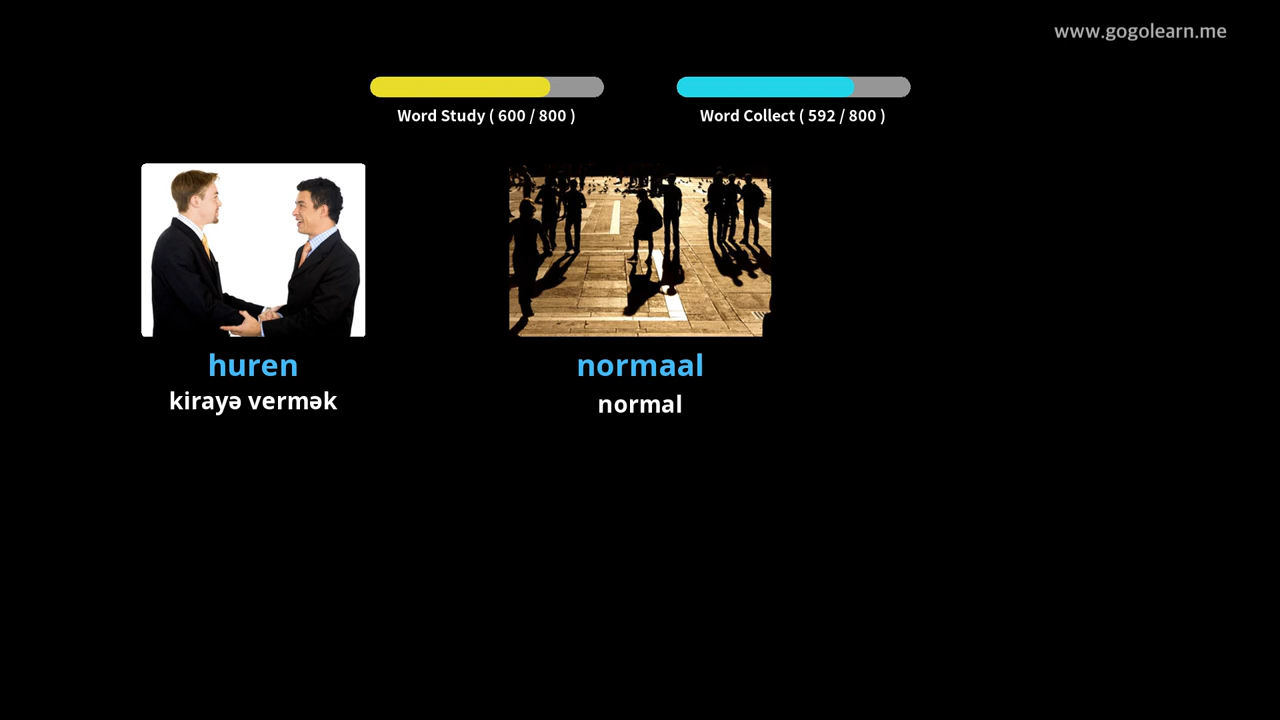 www.gogolearn.me
Word Study ( 600 / 800 )
Word Collect ( 592 / 800 )
huren
kirayə vermək
normaal
normal